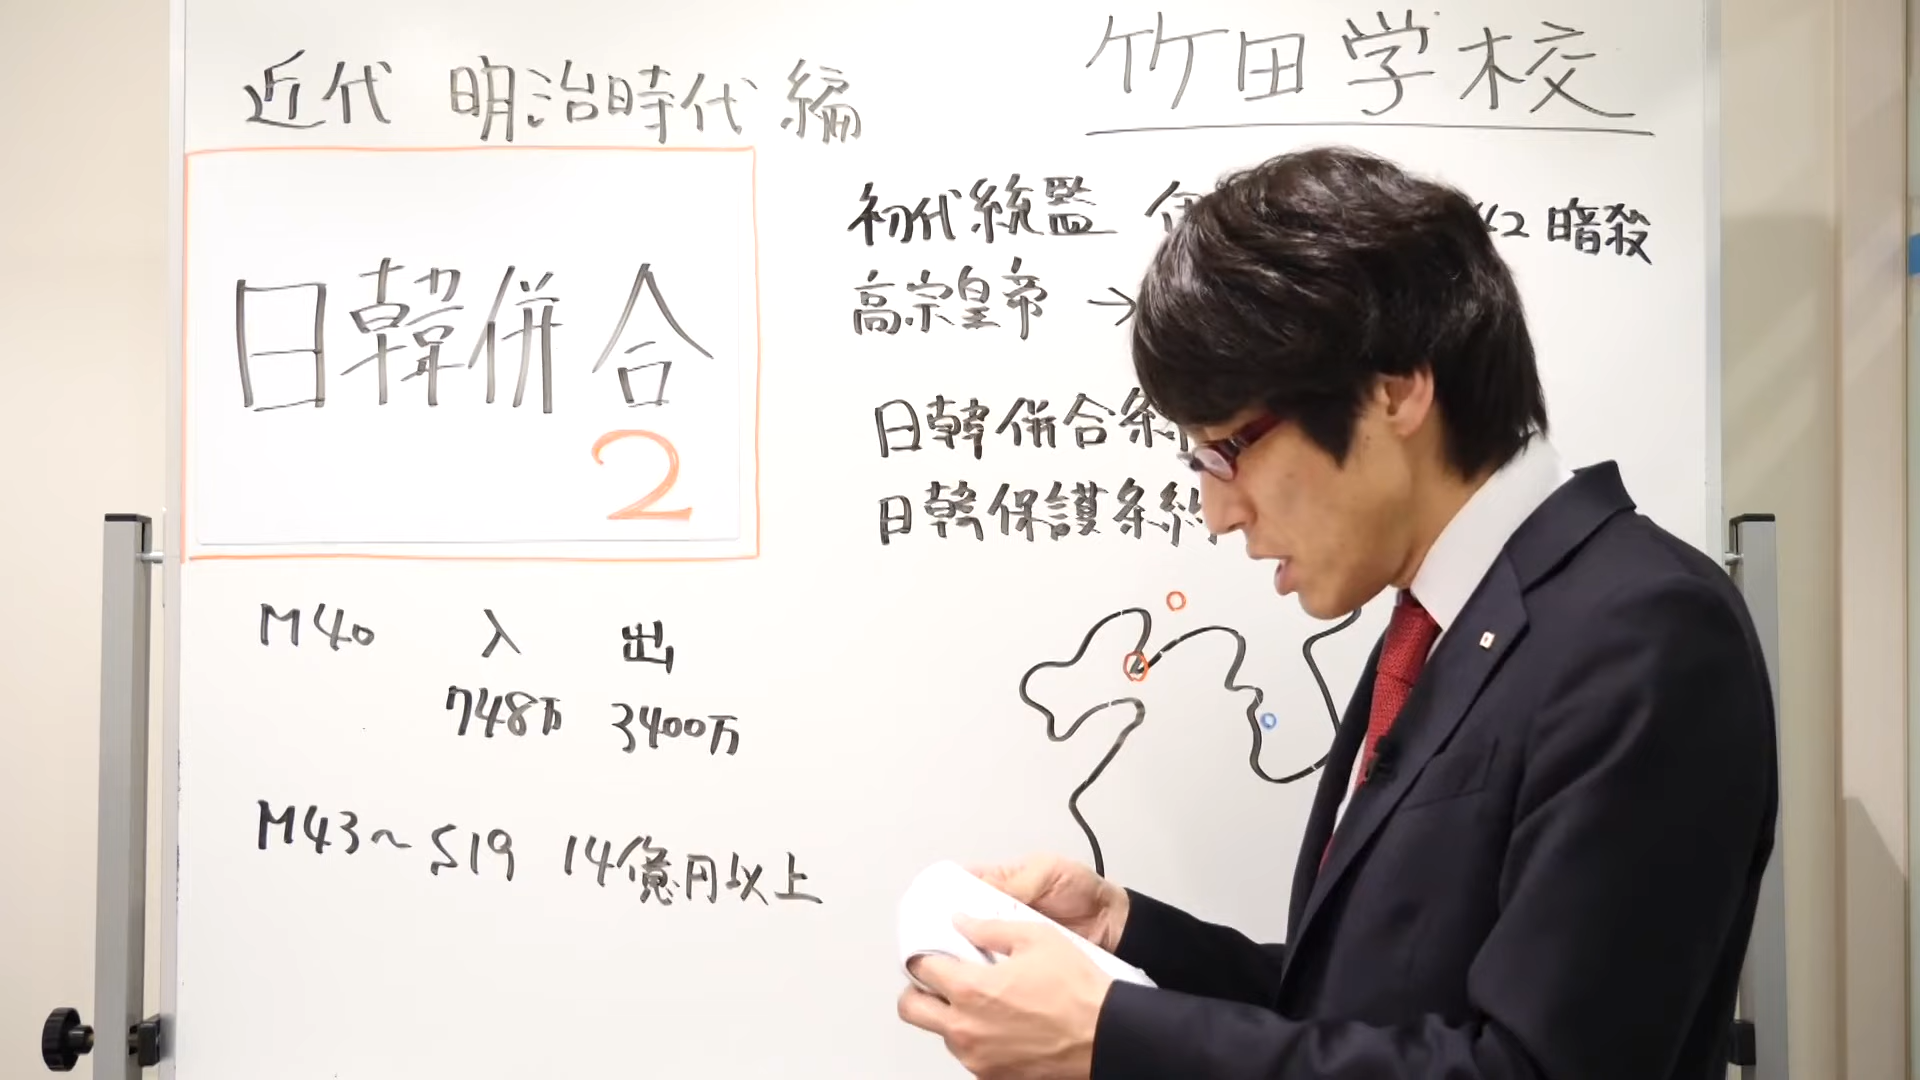 近代 明治時代編
竹田学校
日韓併合
2
初代統監
42 暗殺
高宗皇帝 →
日韓併合条
日韓保護条約
M40 入 出
748万 3400万
M43~S19 14億円以上